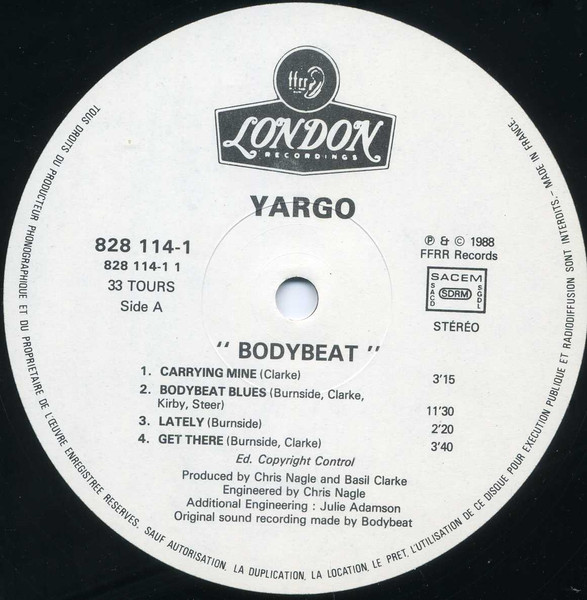 ffrr
LONDON
RECORDINGS
YARGO
828 114-1
828 114-1 1
33 TOURS
Side A
℗ & © 1988
FFRR Records
SACEM
SACD
SDRM
SGDL
STÉRÉO
" BODYBEAT "
1. CARRYING MINE (Clarke) 3'15
2. BODYBEAT BLUES (Burnside, Clarke,
Kirby, Steer) 11'30
3. LATELY (Burnside) 2'20
4. GET THERE (Burnside, Clarke) 3'40
Ed. Copyright Control
Produced by Chris Nagle and Basil Clarke
Engineered by Chris Nagle
Additional Engineering : Julie Adamson
Original sound recording made by Bodybeat
TOUS DROITS DU PRODUCTEUR PHONOGRAPHIQUE ET DU PROPRIETAIRE DE L'ŒUVRE ENREGISTREE RESERVES. SAUF AUTORISATION, LA DUPLICATION, LA LOCATION, LE PRET, L'UTILISATION DE CE DISQUE POUR EXECUTION PUBLIQUE ET RADIODIFFUSION SONT INTERDITS. - MADE IN FRANCE.